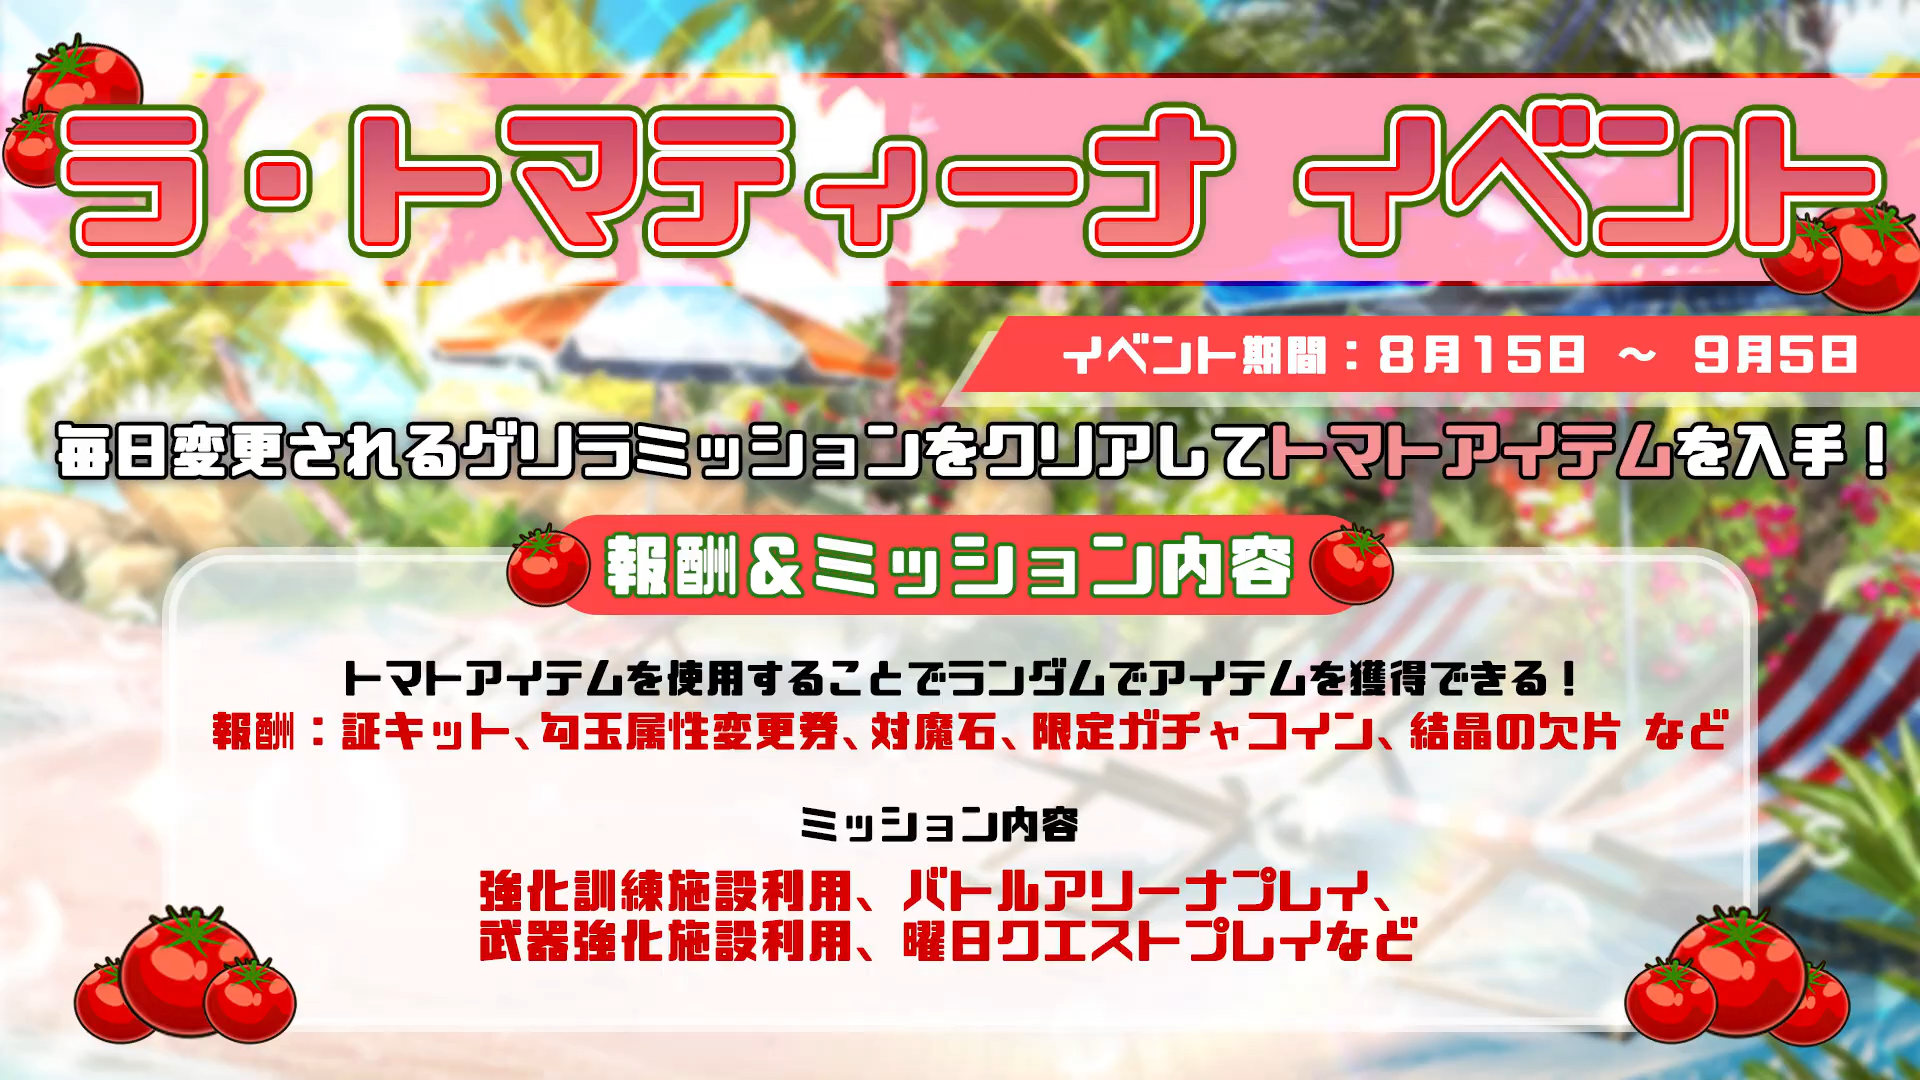 ラ・トマティーナ イベント
イベント期間：8月15日 ～ 9月5日
毎日変更されるゲリラミッションをクリアしてトマトアイテムを入手！
報酬＆ミッション内容
トマトアイテムを使用することでランダムでアイテムを獲得できる！
報酬：証キット、勾玉属性変更券、対魔石、限定ガチャコイン、結晶の欠片 など
ミッション内容
強化訓練施設利用、バトルアリーナプレイ、
武器強化施設利用、曜日クエストプレイなど